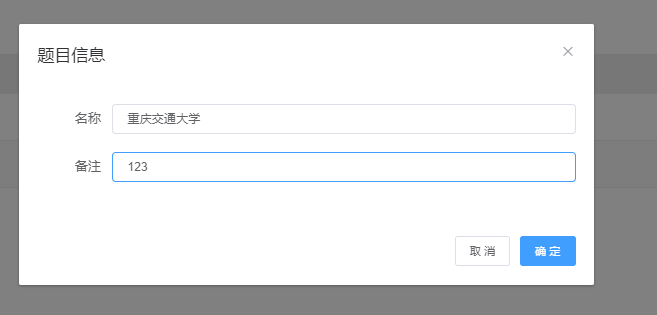 题目信息
名称 重庆交通大学
备注 123
取消 确定